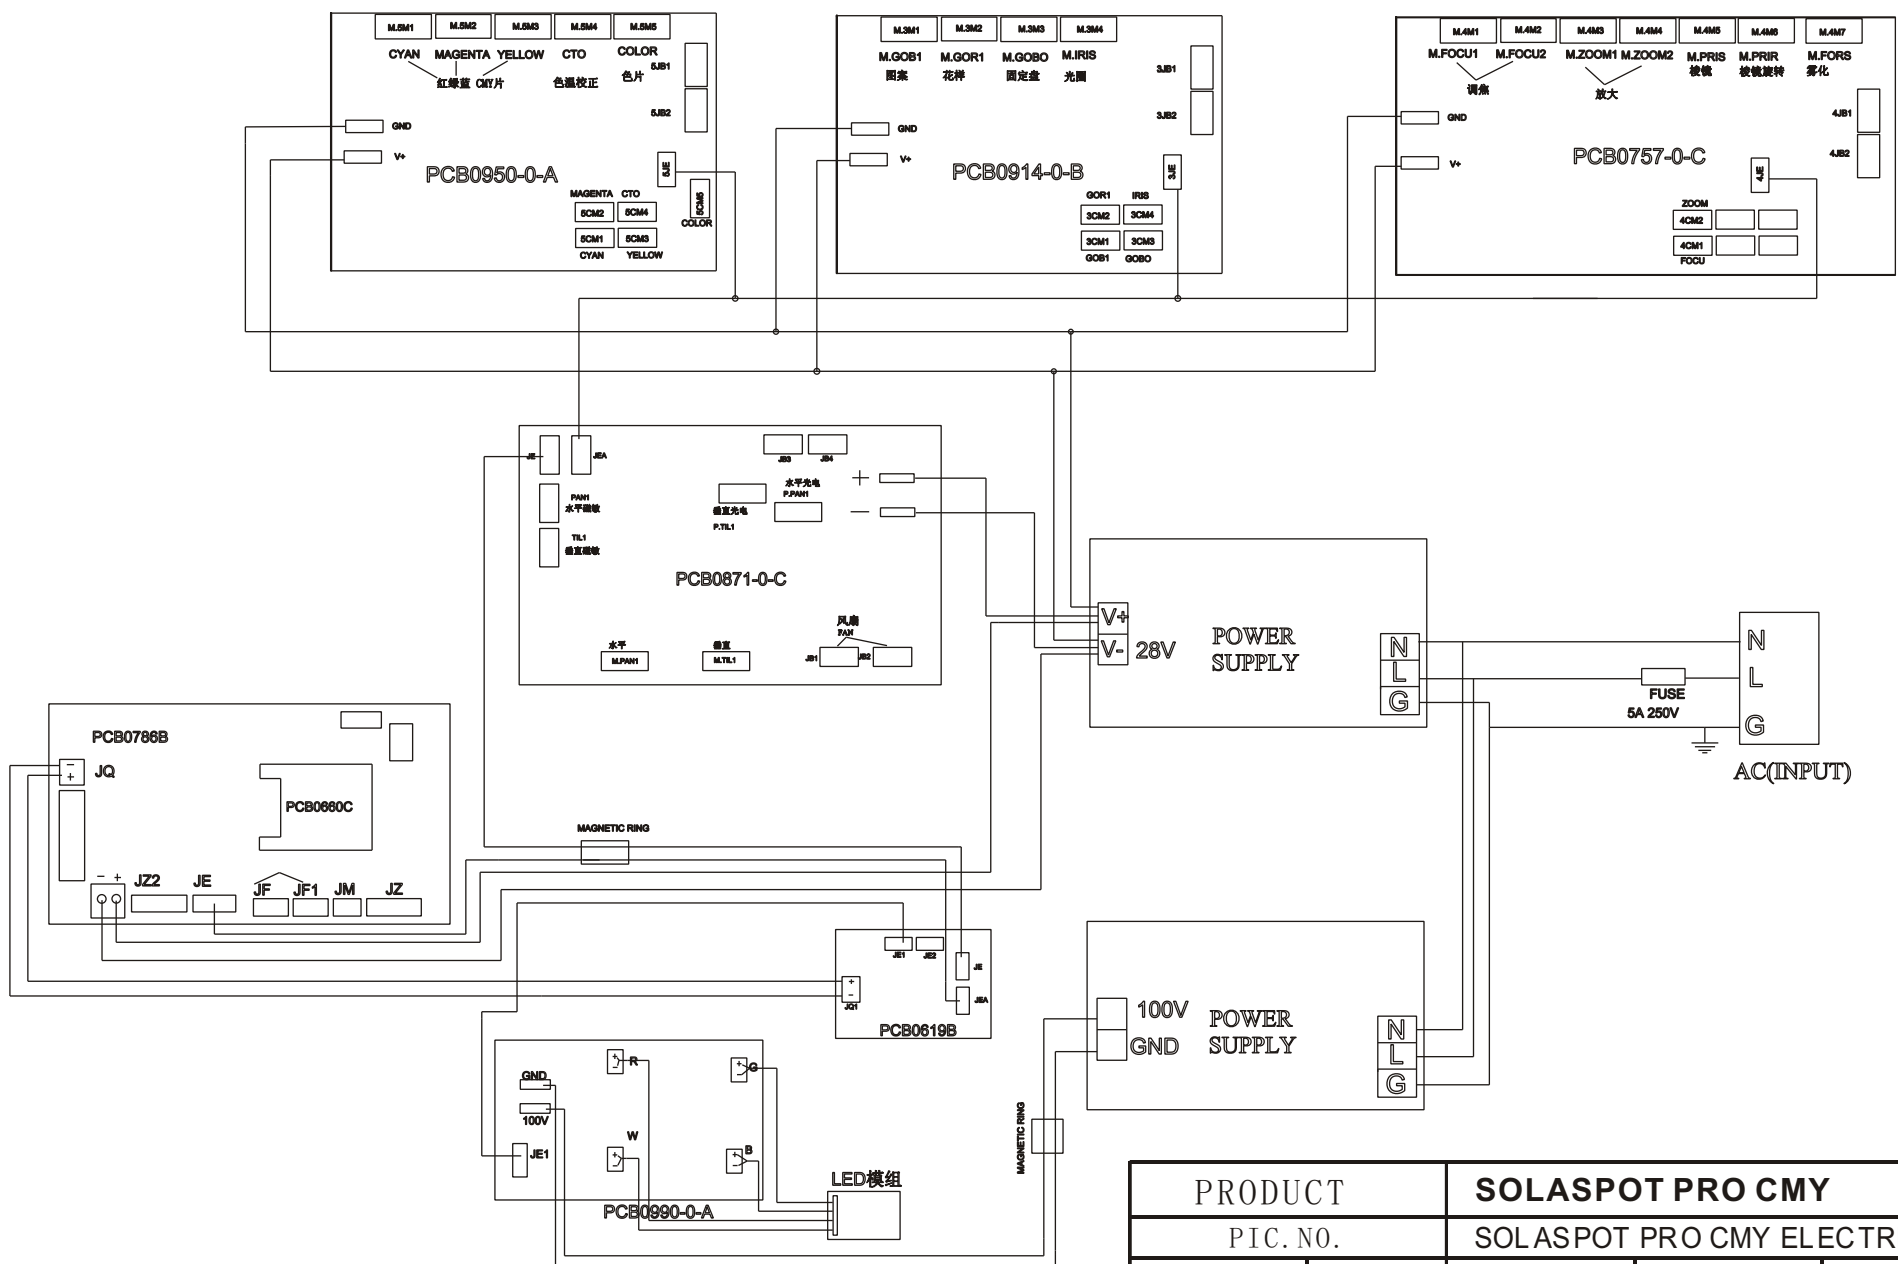 M.5M1 M.5M2 M.5M3 M.5M4 M.5M5
CYAN MAGENTA YELLOW CTO COLOR
红绿蓝 CMY片 色温校正 色片
5JB1
5JB2
GND
V+
PCB0950-0-A
5JE
MAGENTA CTO
5CM2 5CM4 5CM5
COLOR
5CM1 5CM3
CYAN YELLOW
M.3M1 M.3M2 M.3M3 M.3M4
M.GOB1 M.GOR1 M.GOBO M.IRIS
图案 花样 固定盘 光圈
3JB1
3JB2
GND
V+
PCB0914-0-B
3JE
GOR1 IRIS
3CM2 3CM4
3CM1 3CM3
GOB1 GOBO
M.4M1 M.4M2 M.4M3 M.4M4 M.4M5 M.4M6 M.4M7
M.FOCU1 M.FOCU2 M.ZOOM1 M.ZOOM2 M.PRIS M.PRIR M.FORS
调焦 放大 棱镜 棱镜旋转 雾化
4JB1
4JB2
GND
V+
PCB0757-0-C
4JE
ZOOM
4CM2
4CM1
FOCU
JE JEA
JB3 JB4
PAN1
水平磁敏
TIL1
垂直磁敏
水平光电
P.PAN1
垂直光电
P.TIL1
+
−
PCB0871-0-C
水平
M.PAN1
垂直
M.TIL1
风扇
FAN
JB1 JB2
V+
V- 28V
POWER
SUPPLY
N
L
G
FUSE
5A 250V
N
L
G
AC(INPUT)
PCB0786B
−
+
JQ
PCB0660C
− +
JZ2 JE JF JF1 JM JZ
MAGNETIC RING
JE1 JE2
JE
JEA
+
−
JQ1
PCB0619B
100V
GND
POWER
SUPPLY
N
L
G
MAGNETIC RING
GND
100V
JE1
R
G
W
B
PCB0990-0-A
LED模组
PRODUCT SOLASPOT PRO CMY
PIC.NO. SOLASPOT PRO CMY ELECTR